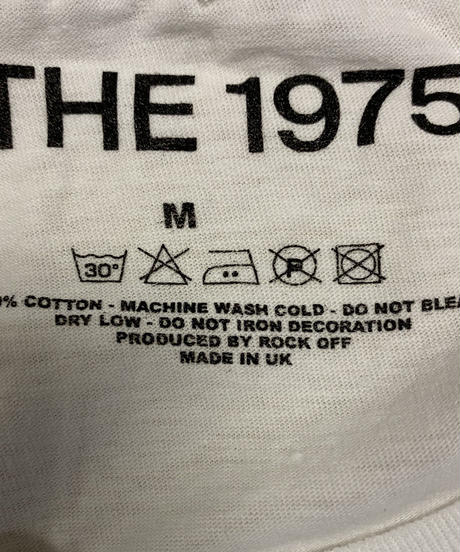 THE 1975
M
30°
P
% COTTON - MACHINE WASH COLD - DO NOT BLEA
DRY LOW - DO NOT IRON DECORATION
PRODUCED BY ROCK OFF
MADE IN UK